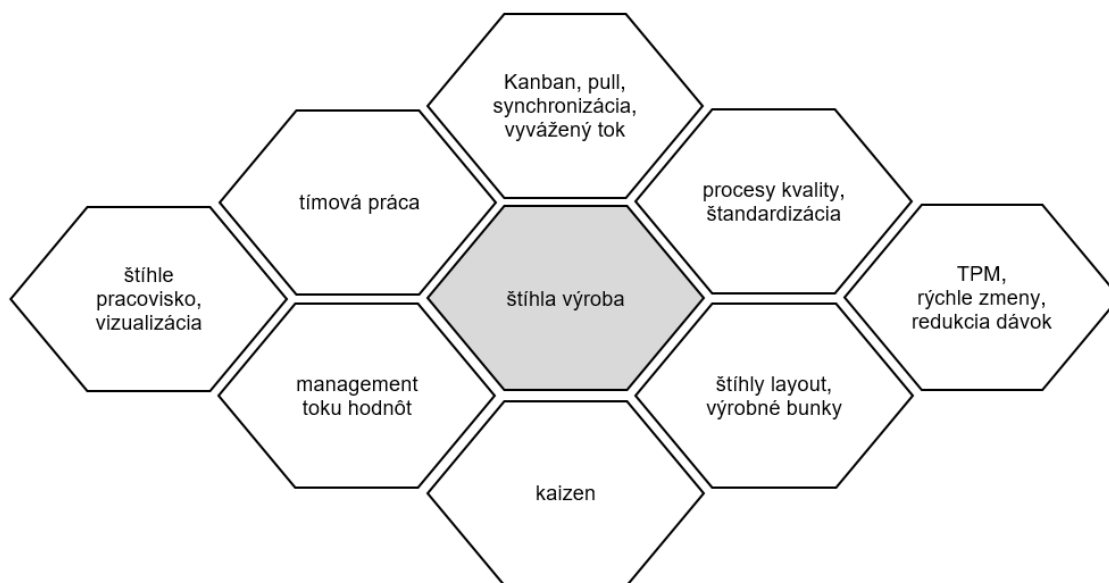 Kanban, pull,
synchronizácia,
vyvážený tok
tímová práca
procesy kvality,
štandardizácia
štíhle
pracovisko,
vizualizácia
štíhla výroba
TPM,
rýchle zmeny,
redukcia dávok
management
toku hodnôt
štíhly layout,
výrobné bunky
kaizen